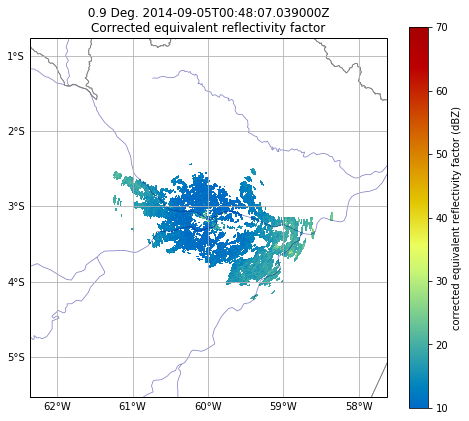 0.9 Deg. 2014-09-05T00:48:07.039000Z
Corrected equivalent reflectivity factor
1°S
2°S
3°S
4°S
5°S
62°W
61°W
60°W
59°W
58°W
70
60
50
40
30
20
10
corrected equivalent reflectivity factor (dBZ)